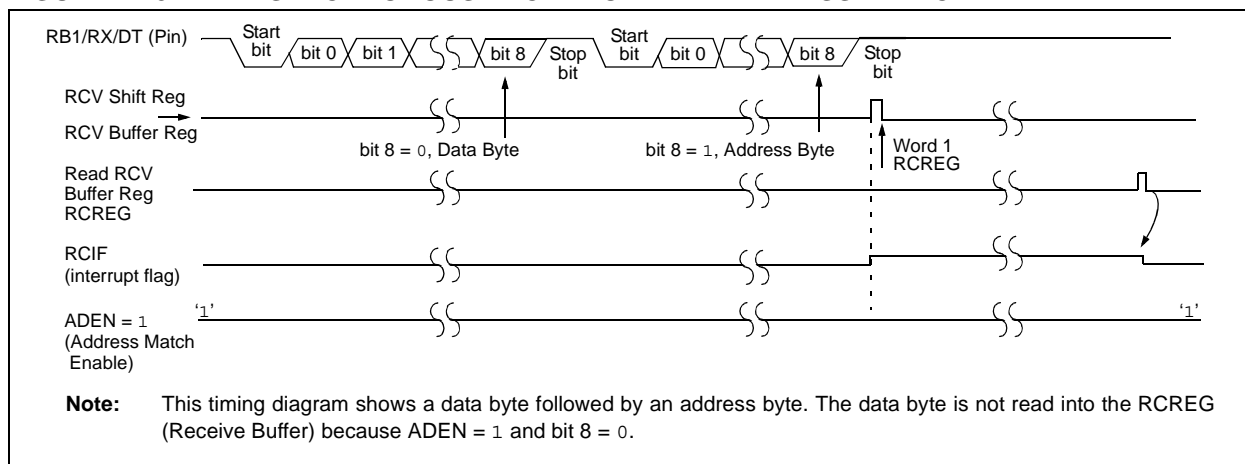 RB1/RX/DT (Pin)
Start
bit
bit 0
bit 1
bit 8
Stop
bit
Start
bit
bit 0
bit 8
Stop
bit
RCV Shift Reg
RCV Buffer Reg
bit 8 = 0, Data Byte
bit 8 = 1, Address Byte
Word 1
RCREG
Read RCV
Buffer Reg
RCREG
RCIF
(interrupt flag)
ADEN = 1
(Address Match
Enable)
‘1’
‘1’
Note: This timing diagram shows a data byte followed by an address byte. The data byte is not read into the RCREG
(Receive Buffer) because ADEN = 1 and bit 8 = 0.